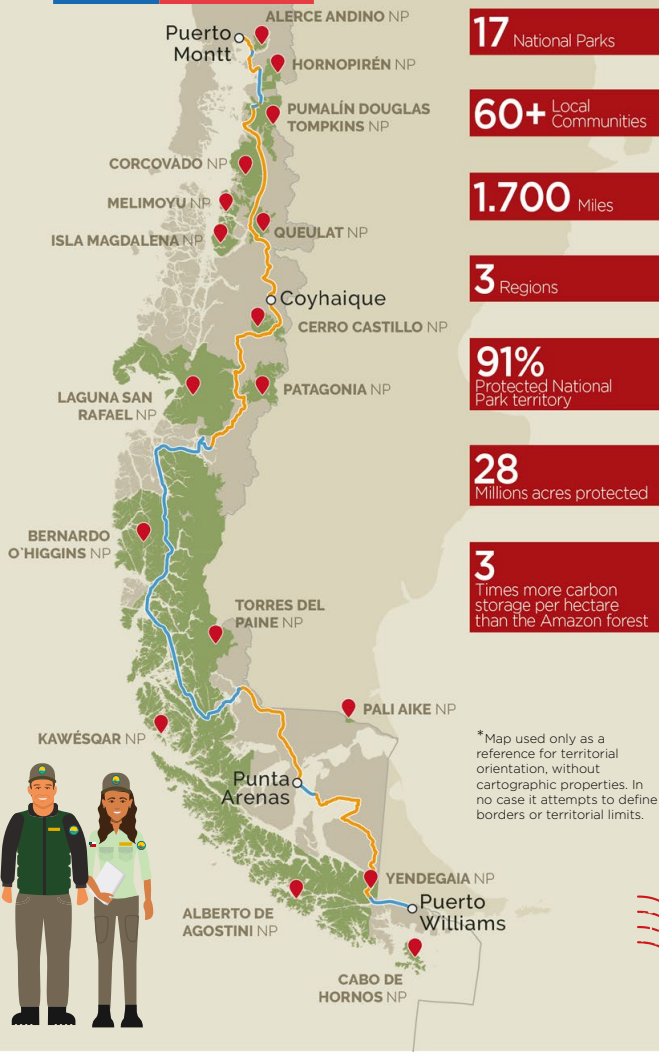 ALERCE ANDINO NP
Puerto
Montt
HORNOPIRÉN NP
PUMALÍN DOUGLAS
TOMPKINS NP
CORCOVADO NP
MELIMOYU NP
ISLA MAGDALENA NP
QUEULAT NP
Coyhaique
CERRO CASTILLO NP
LAGUNA SAN
RAFAEL NP
PATAGONIA NP
BERNARDO
O'HIGGINS NP
TORRES DEL
PAINE NP
PALI AIKE NP
KAWÉSQAR NP
Punta
Arenas
YENDEGAIA NP
Puerto
Williams
ALBERTO DE
AGOSTINI NP
CABO DE
HORNOS NP
17 National Parks
60+ Local
Communities
1.700 Miles
3 Regions
91%
Protected National
Park territory
28
Millions acres protected
3
Times more carbon
storage per hectare
than the Amazon forest
*Map used only as a
reference for territorial
orientation, without
cartographic properties. In
no case it attempts to define
borders or territorial limits.